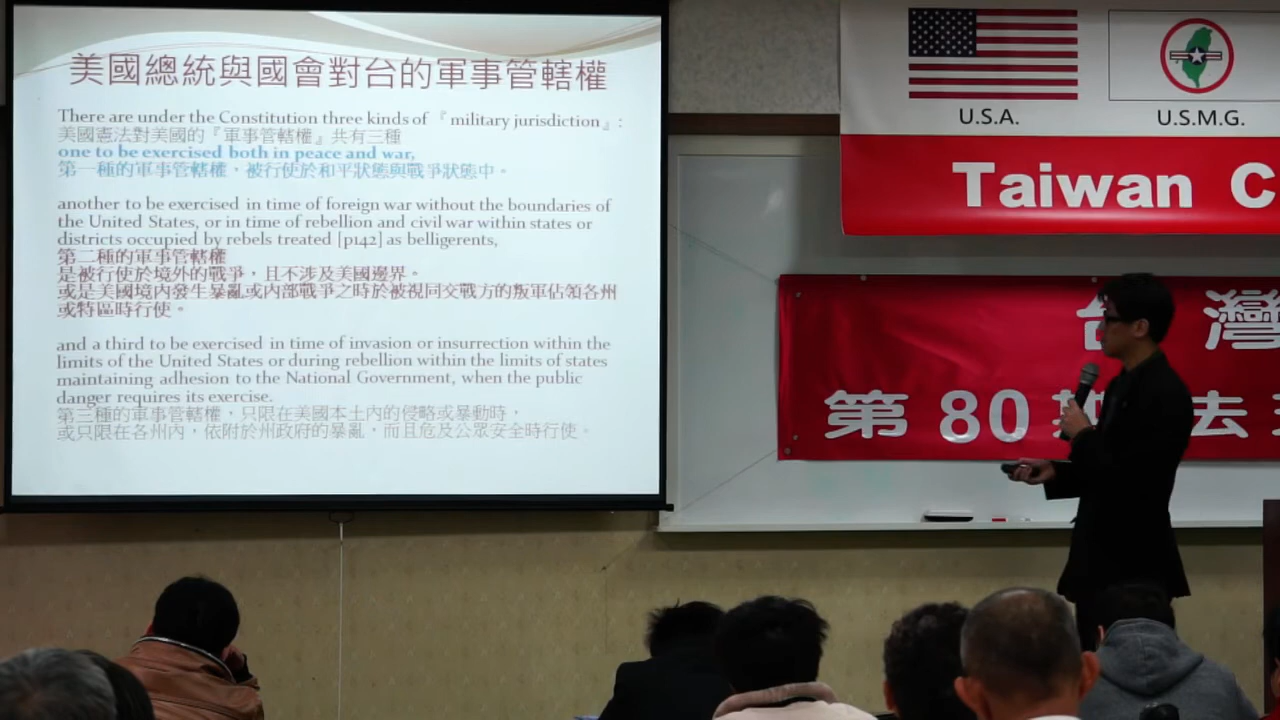 美國總統與國會對台的軍事管轄權
There are under the Constitution three kinds of『military jurisdiction』:
美國憲法對美國的『軍事管轄權』共有三種
one to be exercised both in peace and war,
第一種的軍事管轄權，被行使於和平狀態與戰爭狀態中。
another to be exercised in time of foreign war without the boundaries of
the United States, or in time of rebellion and civil war within states or
districts occupied by rebels treated [p142] as belligerents,
第二種的軍事管轄權
是被行使於境外的戰爭，且不涉及美國邊界。
或是美國境內發生暴亂或內部戰爭之時於被視同交戰方的叛軍佔領各州
或特區時行使。
and a third to be exercised in time of invasion or insurrection within the
limits of the United States or during rebellion within the limits of states
maintaining adhesion to the National Government, when the public
danger requires its exercise.
第三種的軍事管轄權，只限在美國本土內的侵略或暴動時，
或只限在各州內，依附於州政府的暴亂，而且危及公眾安全時行使。
U.S.A.
U.S.M.G.
Taiwan C
台灣
第 80 期 去